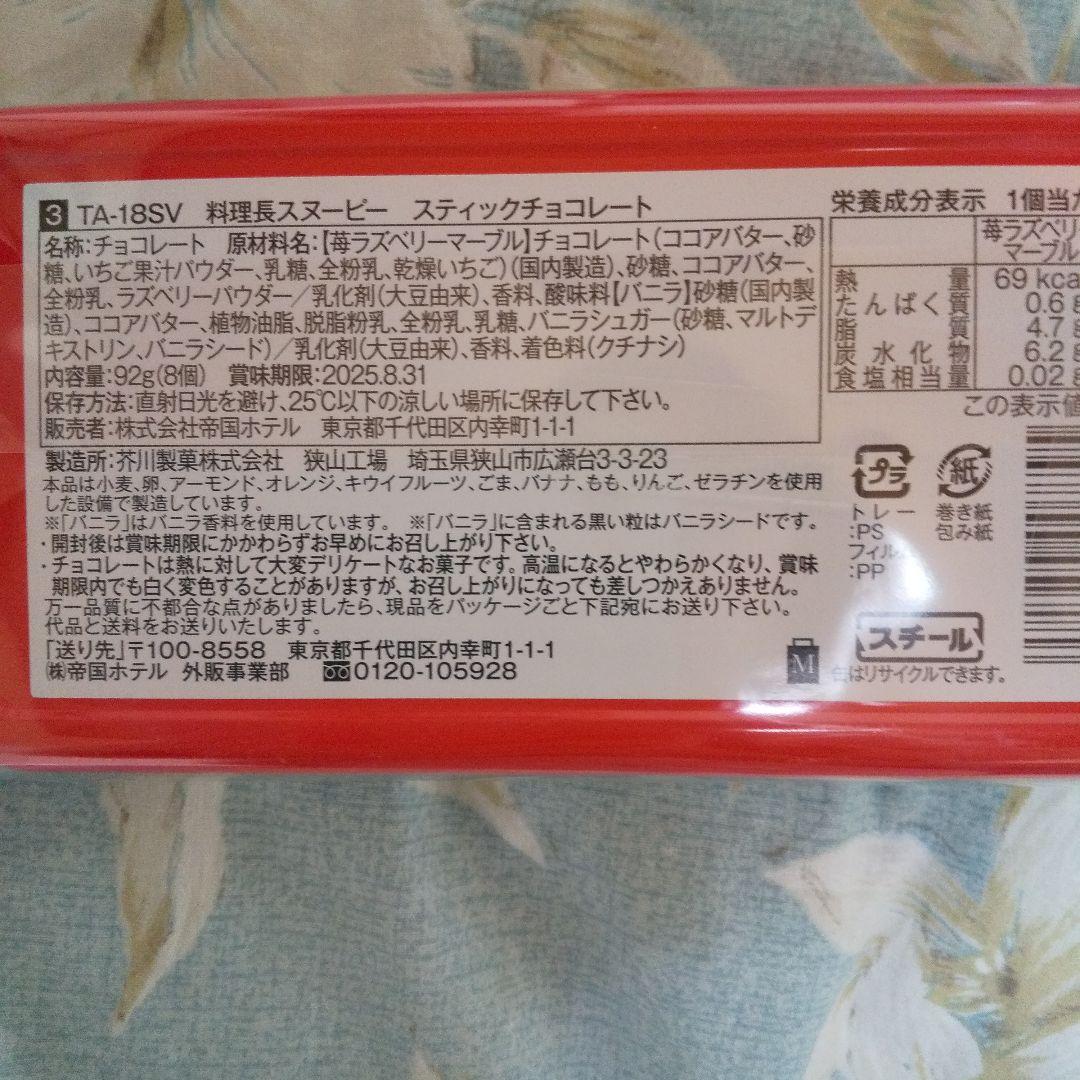 3 TA-18SV 料理長スヌーピー スティックチョコレート
名称:チョコレート 原材料名:【苺ラズベリーマーブル】チョコレート(ココアバター、砂
糖、いちご果汁パウダー、乳糖、全粉乳、乾燥いちご)(国内製造)、砂糖、ココアバター、
全粉乳、ラズベリーパウダー/乳化剤(大豆由来)、香料、酸味料【バニラ】砂糖(国内製
造)、ココアバター、植物油脂、脱脂粉乳、全粉乳、乳糖、バニラシュガー(砂糖、マルトデ
キストリン、バニラシード)/乳化剤(大豆由来)、香料、着色料(クチナシ)
内容量:92g(8個) 賞味期限:2025.8.31
保存方法:直射日光を避け、25℃以下の涼しい場所に保存して下さい。
販売者:株式会社帝国ホテル 東京都千代田区内幸町1-1-1
製造所:芥川製菓株式会社 狭山工場 埼玉県狭山市広瀬台3-3-23
本品は小麦、卵、アーモンド、オレンジ、キウイフルーツ、ごま、バナナ、もも、りんご、ゼラチンを使用
した設備で製造しています。
※「バニラ」はバニラ香料を使用しています。 ※「バニラ」に含まれる黒い粒はバニラシードです。
・開封後は賞味期限にかかわらずお早めにお召し上がり下さい。
・チョコレートは熱に対して大変デリケートなお菓子です。高温になるとやわらかくなり、賞味
期限内でも白く変色することがありますが、お召し上がりになっても差しつかえありません。
万一品質に不都合な点がありましたら、現品をパッケージごと下記宛にお送り下さい。
代品と送料をお送りいたします。
「送り先」〒100-8558 東京都千代田区内幸町1-1-1
㈱帝国ホテル 外販事業部 0120-105928
栄養成分表示 1個当た
苺ラズベリー
マーブル
熱量 69 kca
たんぱく質 0.6 g
脂質 4.7 g
炭水化物 6.2 g
食塩相当量 0.02 g
この表示値
プラ 紙
トレー 巻き紙
:PS 包み紙
フィル
:PP
M
スチール
缶はリサイクルできます。